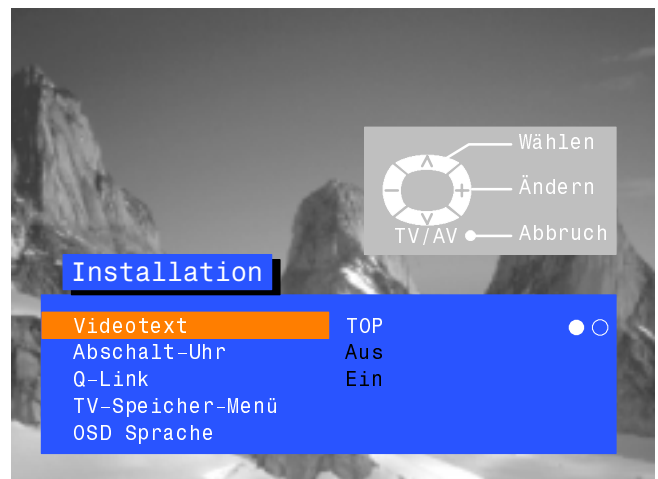 Wählen
Ändern
TV/AV Abbruch
Installation
Videotext TOP
Abschalt-Uhr Aus
Q-Link Ein
TV-Speicher-Menü
OSD Sprache